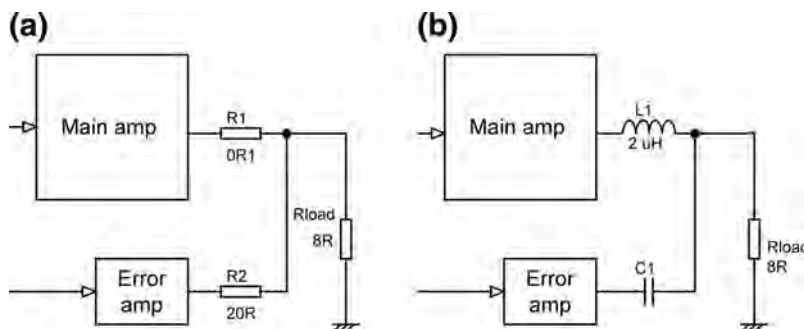 (a)
Main amp
R1
0R1
Rload
8R
Error
amp
R2
20R
(b)
Main amp
L1
2 uH
Rload
8R
Error
amp
C1